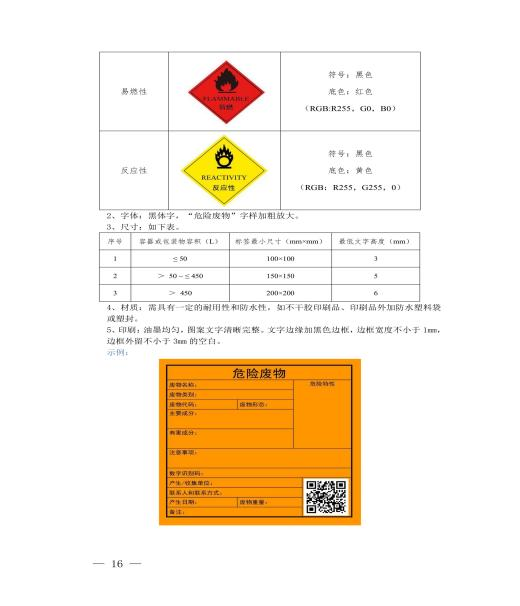 易燃性
FLAMMABLE
易燃
符号：黑色
底色：红色
（RGB:R255，G0，B0）
反应性
REACTIVITY
反应性
符号：黑色
底色：黄色
（RGB：R255，G255，0）
2、字体：黑体字，“危险废物”字样加粗放大。
3、尺寸：如下表。
序号 容器或包装物容积（L） 标签最小尺寸（mm×mm） 最低文字高度（mm）
1 ≤50 100×100 3
2 ＞50~≤450 150×150 5
3 ＞450 200×200 6
4、材质：需具有一定的耐用性和防水性，如不干胶印刷品、印刷品外加防水塑料袋
或塑封。
5、印刷：油墨均匀，图案文字清晰完整。文字边缘加黑色边框，边框宽度不小于1mm，
边框外留不小于3mm的空白。
示例：
危险废物
废物名称：
危险特性
废物类别：
废物代码： 废物形态：
主要成分：
有害成分：
注意事项：
数字识别码：
产生/收集单位：
联系人和联系方式：
产生日期： 废物重量：
备注：
— 16 —